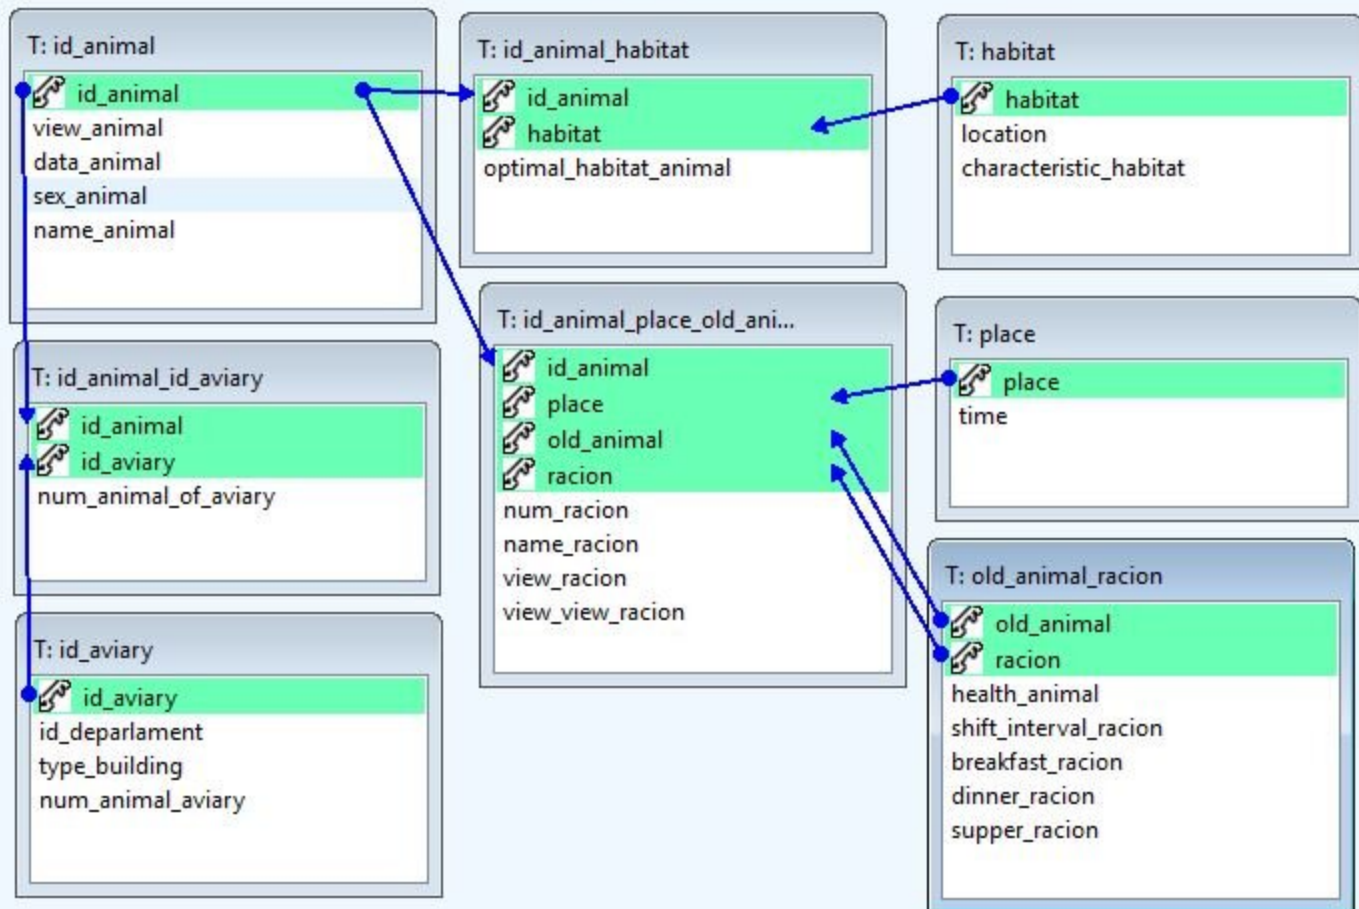 T: id_animal
id_animal
view_animal
data_animal
sex_animal
name_animal
T: id_animal_habitat
id_animal
habitat
optimal_habitat_animal
T: habitat
habitat
location
characteristic_habitat
T: id_animal_id_aviary
id_animal
id_aviary
num_animal_of_aviary
T: id_animal_place_old_ani...
id_animal
place
old_animal
racion
num_racion
name_racion
view_racion
view_view_racion
T: place
place
time
T: id_aviary
id_aviary
id_deparlament
type_building
num_animal_aviary
T: old_animal_racion
old_animal
racion
health_animal
shift_interval_racion
breakfast_racion
dinner_racion
supper_racion